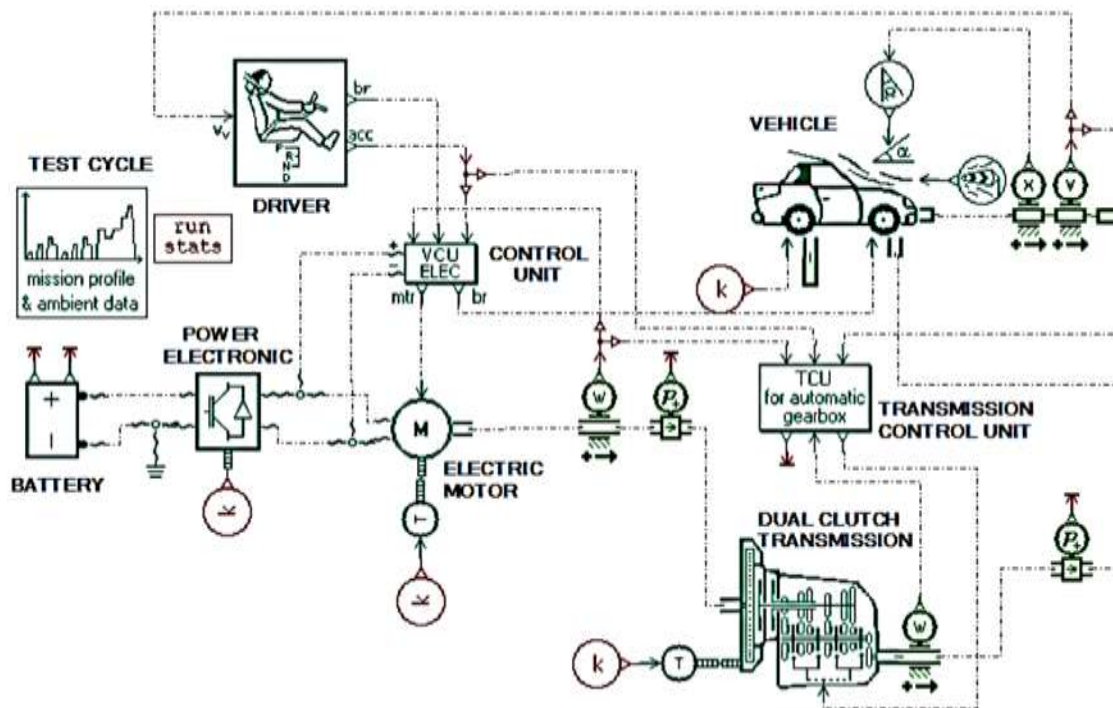 br
acc
V_v
P
R
N
D
DRIVER
TEST CYCLE
mission profile
& ambient data
run
stats
VEHICLE
α
X
V
+
-
VCU
ELEC
mtr
br
CONTROL
UNIT
k
POWER
ELECTRONIC
+
−
BATTERY
k
M
ELECTRIC
MOTOR
T
k
W
+
P+
TCU
for automatic
gearbox
TRANSMISSION
CONTROL UNIT
DUAL CLUTCH
TRANSMISSION
k
T
W
+
P+
+
+